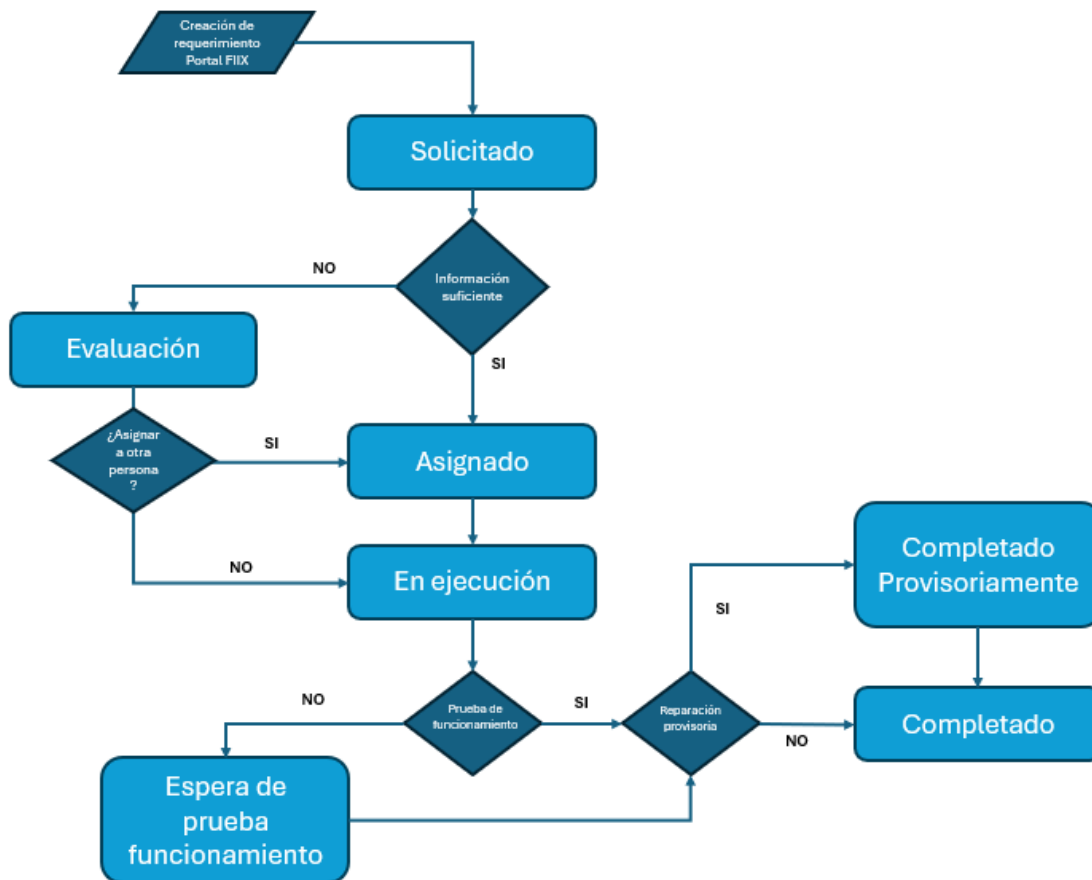 Creación de
requerimiento
Portal FIIX
Solicitado
Información
suficiente
NO
SI
Evaluación
¿Asignar
a otra
persona
?
SI
NO
Asignado
En ejecución
Prueba de
funcionamiento
NO
SI
Espera de
prueba
funcionamiento
Reparación
provisoria
SI
NO
Completado
Provisoriamente
Completado